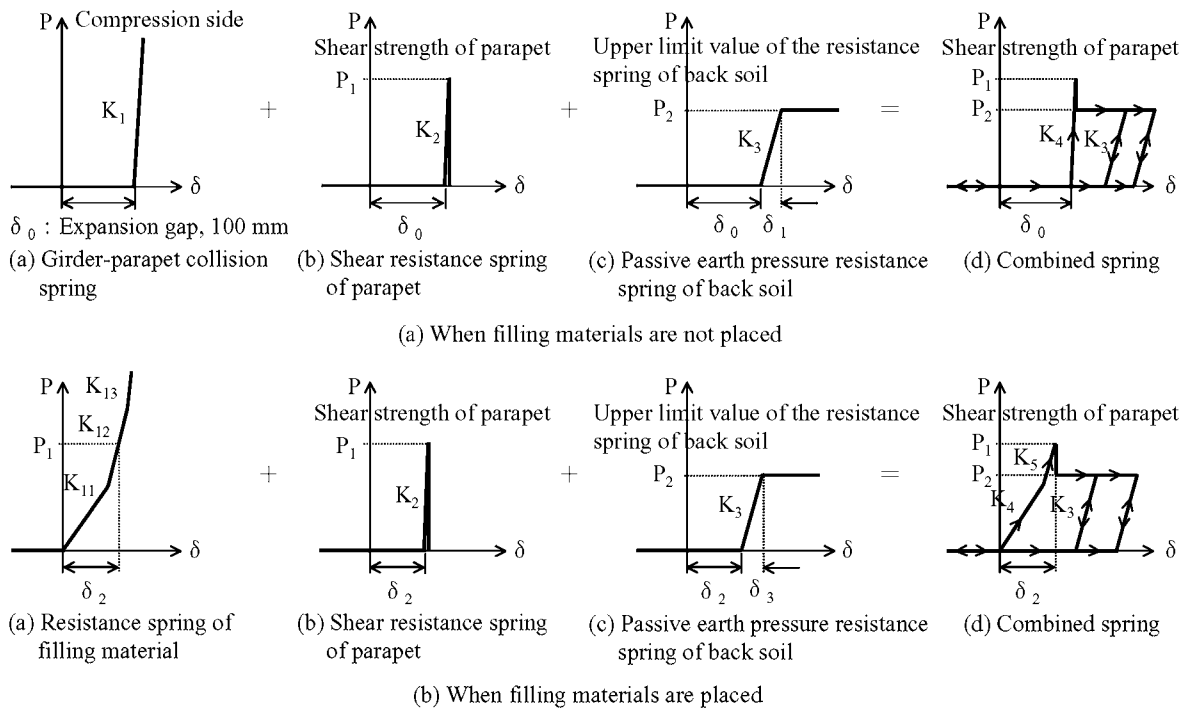 P Compression side
K1
δ
δ0 : Expansion gap, 100 mm
(a) Girder-parapet collision
spring
+
P
Shear strength of parapet
P1
K2
δ
δ0
(b) Shear resistance spring
of parapet
+
P
Upper limit value of the resistance
spring of back soil
P2
K3
δ
δ0 δ1
(c) Passive earth pressure resistance
spring of back soil
=
P
Shear strength of parapet
P1
P2
K4 K3
δ
δ0
(d) Combined spring
(a) When filling materials are not placed
P
K13
K12
P1
K11
δ
δ2
(a) Resistance spring of
filling material
+
P
Shear strength of parapet
P1
K2
δ
δ2
(b) Shear resistance spring
of parapet
+
P
Upper limit value of the resistance
spring of back soil
P2
K3
δ
δ2 δ3
(c) Passive earth pressure resistance
spring of back soil
=
P
Shear strength of parapet
P1
K5
P2
K4 K3
δ
δ2
(d) Combined spring
(b) When filling materials are placed